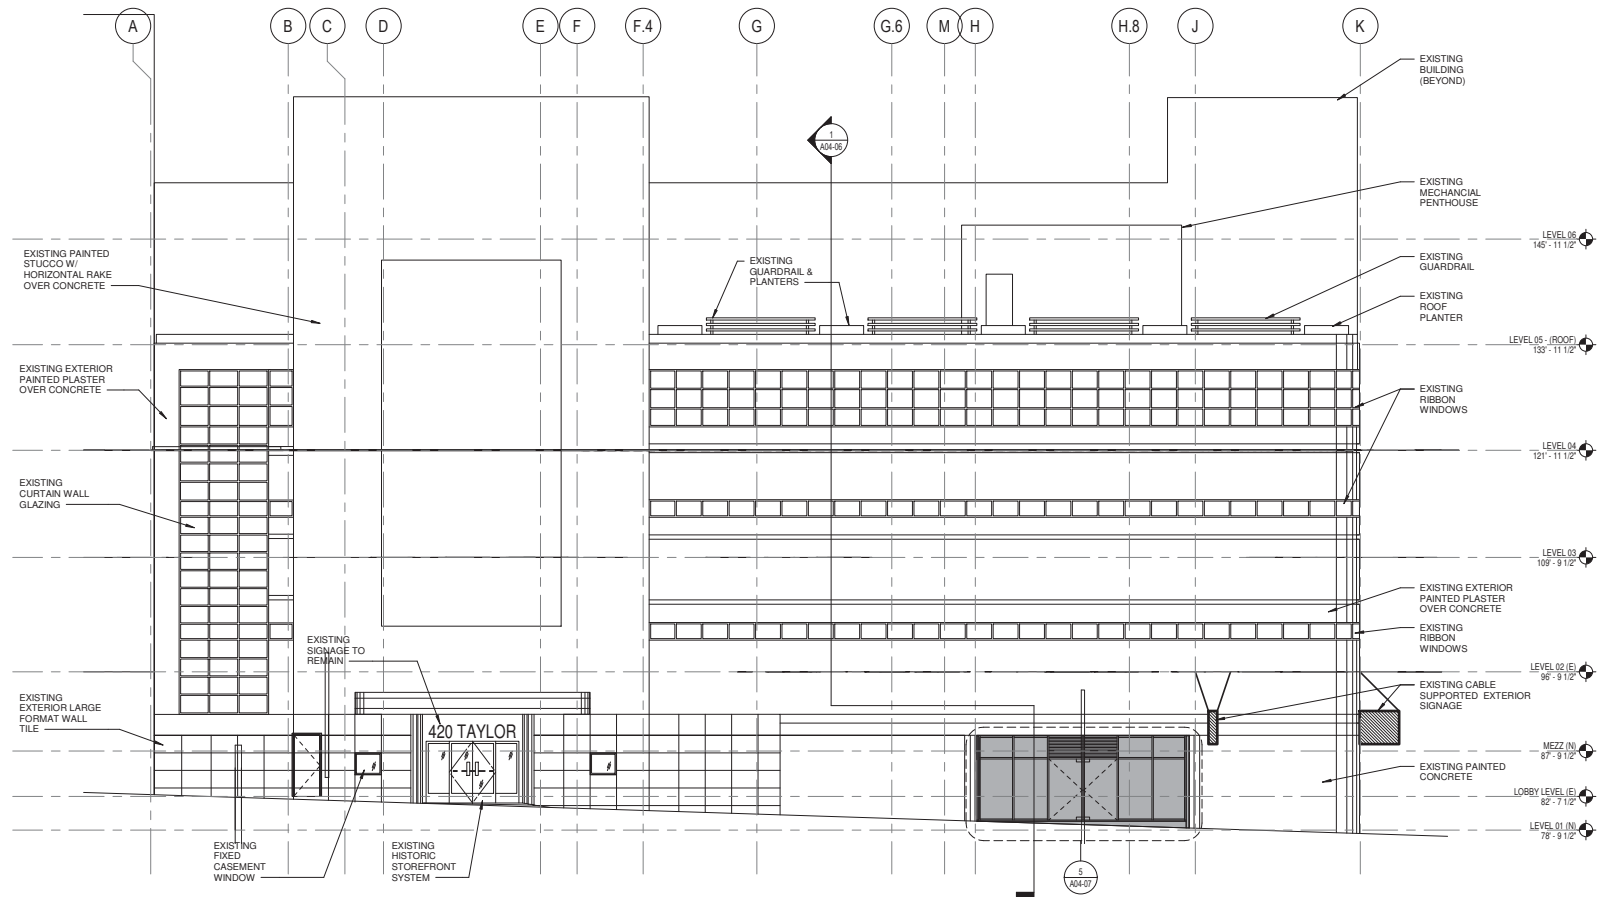 A
B
C
D
E
F
F.4
G
G.6
M
H
H.8
J
K
EXISTING
BUILDING
(BEYOND)
1
A04-06
EXISTING
MECHANCIAL
PENTHOUSE
LEVEL 06
145' - 11 1/2"
EXISTING PAINTED
STUCCO W/
HORIZONTAL RAKE
OVER CONCRETE
EXISTING
GUARDRAIL &
PLANTERS
EXISTING
GUARDRAIL
EXISTING
ROOF
PLANTER
LEVEL 05 - (ROOF)
133' - 11 1/2"
EXISTING EXTERIOR
PAINTED PLASTER
OVER CONCRETE
EXISTING
RIBBON
WINDOWS
LEVEL 04
121' - 11 1/2"
EXISTING
CURTAIN WALL
GLAZING
LEVEL 03
109' - 9 1/2"
EXISTING EXTERIOR
PAINTED PLASTER
OVER CONCRETE
EXISTING
RIBBON
WINDOWS
EXISTING
SIGNAGE TO
REMAIN
LEVEL 02 (E)
96' - 9 1/2"
EXISTING
EXTERIOR LARGE
FORMAT WALL
TILE
EXISTING CABLE
SUPPORTED EXTERIOR
SIGNAGE
420 TAYLOR
MEZZ (N)
87' - 9 1/2"
EXISTING PAINTED
CONCRETE
LOBBY LEVEL (E)
82' - 7 1/2"
LEVEL 01 (N)
78' - 9 1/2"
EXISTING
FIXED
CASEMENT
WINDOW
EXISTING
HISTORIC
STOREFRONT
SYSTEM
5
A04-07